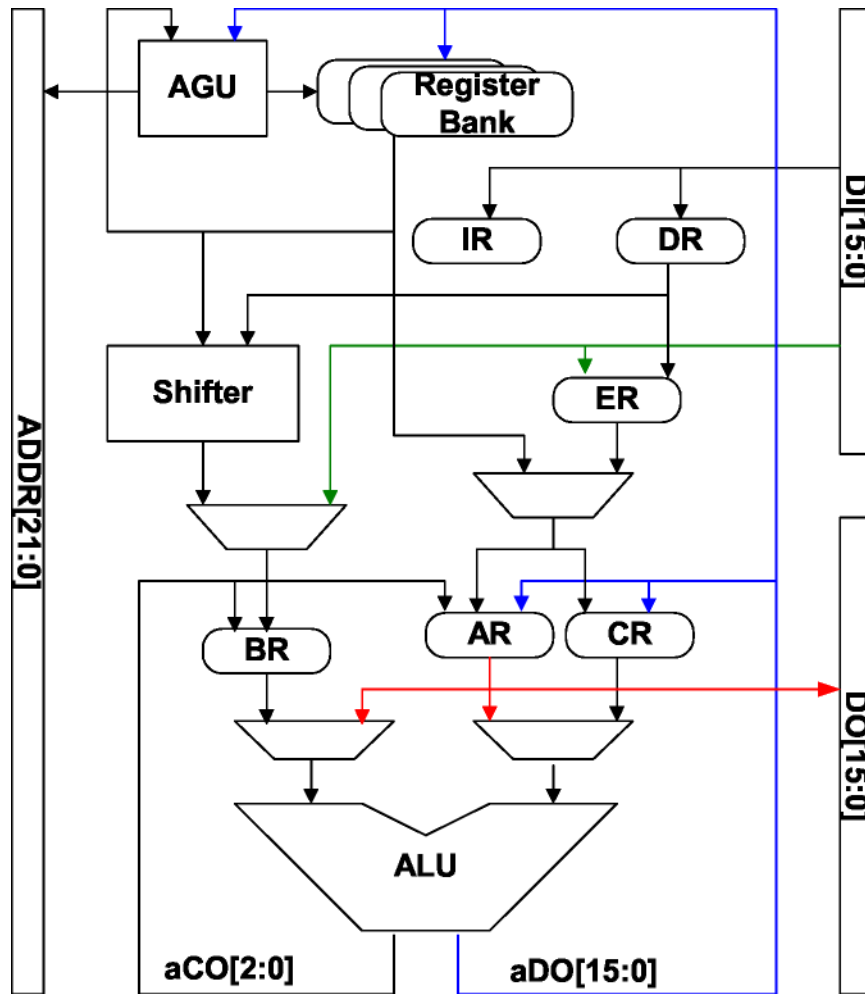 AGU
Register
Bank
IR
DR
DI[15:0]
Shifter
ER
ADDR[21:0]
BR
AR
CR
DO[15:0]
ALU
aCO[2:0]
aDO[15:0]